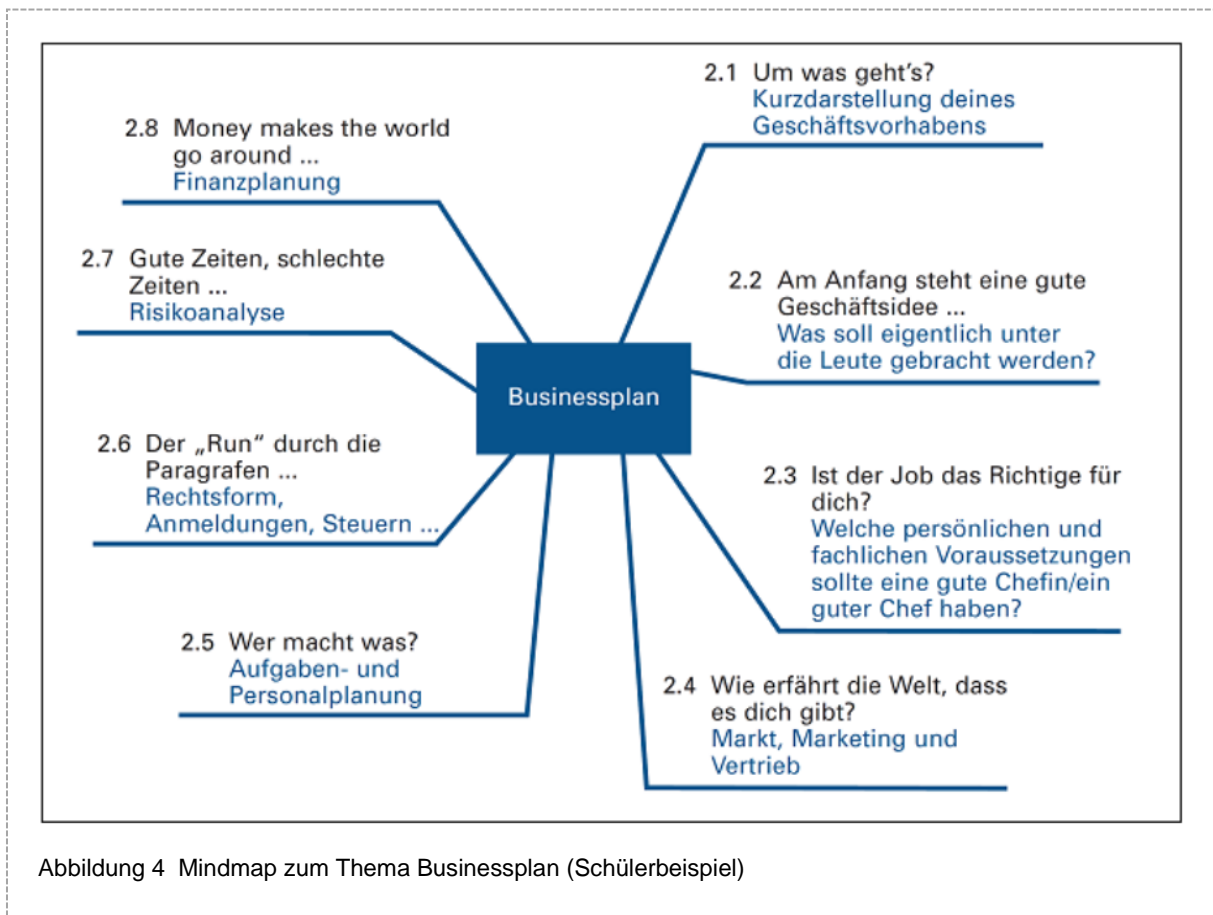 2.1 Um was geht's?
Kurzdarstellung deines
Geschäftsvorhabens
2.2 Am Anfang steht eine gute
Geschäftsidee ...
Was soll eigentlich unter
die Leute gebracht werden?
2.3 Ist der Job das Richtige für
dich?
Welche persönlichen und
fachlichen Voraussetzungen
sollte eine gute Chefin/ein
guter Chef haben?
2.4 Wie erfährt die Welt, dass
es dich gibt?
Markt, Marketing und
Vertrieb
2.5 Wer macht was?
Aufgaben- und
Personalplanung
2.6 Der „Run" durch die
Paragrafen ...
Rechtsform,
Anmeldungen, Steuern ...
2.7 Gute Zeiten, schlechte
Zeiten ...
Risikoanalyse
2.8 Money makes the world
go around ...
Finanzplanung
Businessplan
Abbildung 4 Mindmap zum Thema Businessplan (Schülerbeispiel)